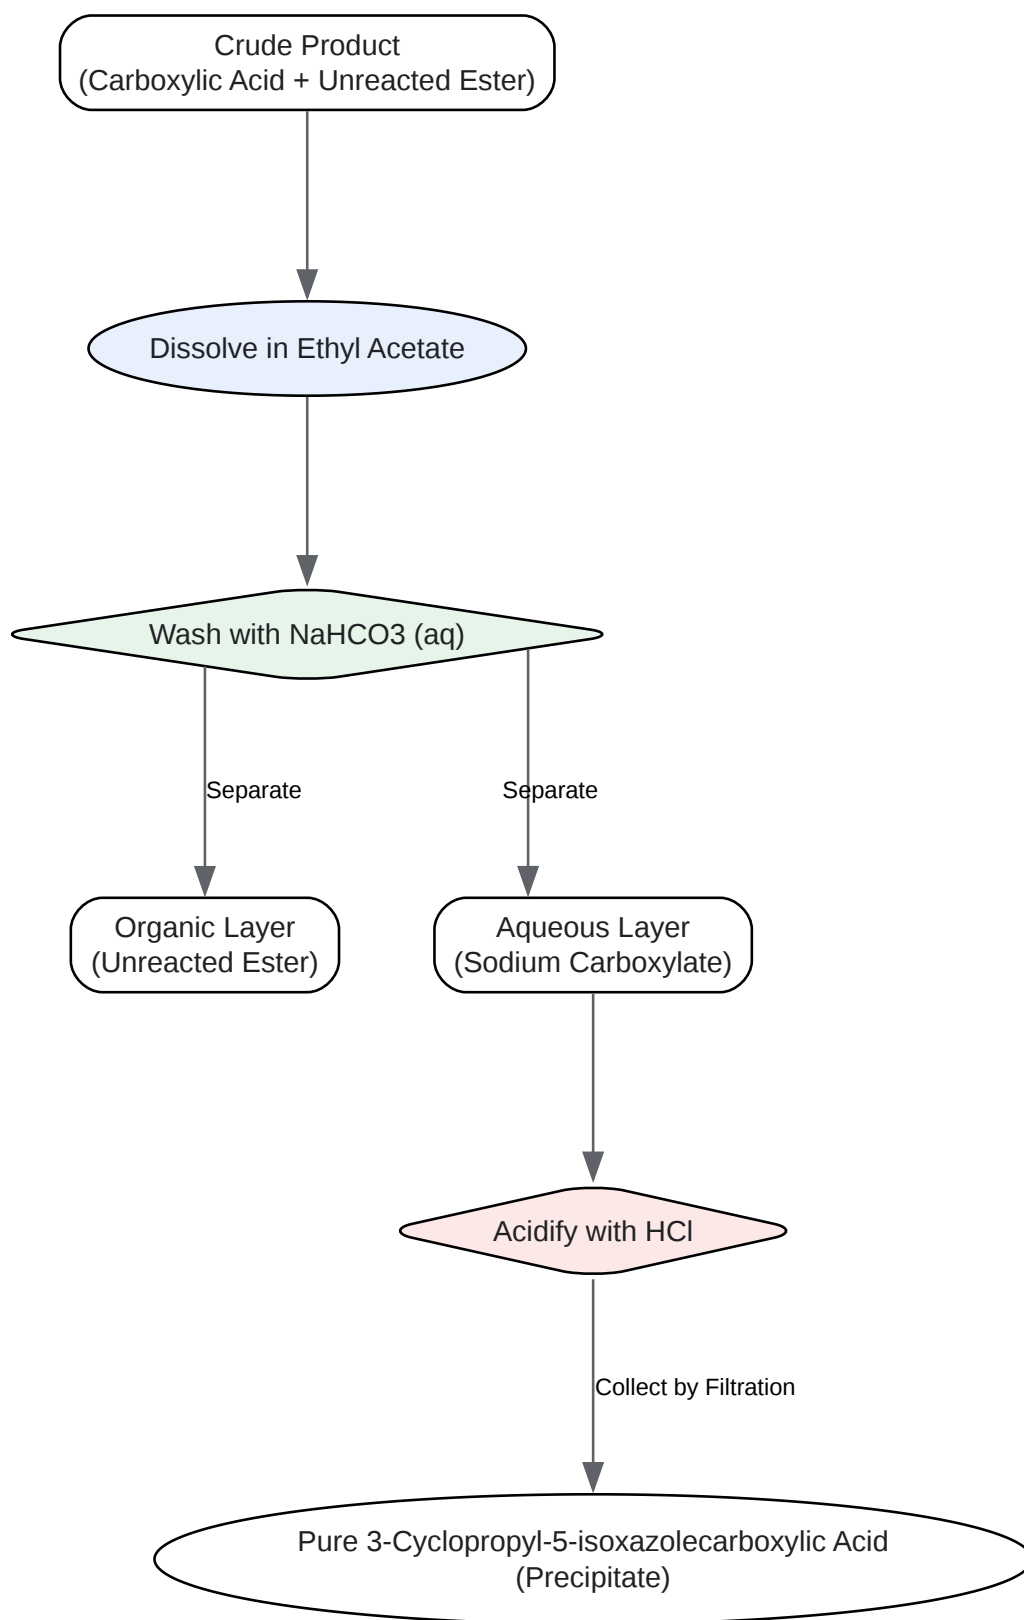 Crude Product
(Carboxylic Acid + Unreacted Ester)
Dissolve in Ethyl Acetate
Wash with NaHCO3 (aq)
Separate
Separate
Organic Layer
(Unreacted Ester)
Aqueous Layer
(Sodium Carboxylate)
Acidify with HCl
Collect by Filtration
Pure 3-Cyclopropyl-5-isoxazolecarboxylic Acid
(Precipitate)